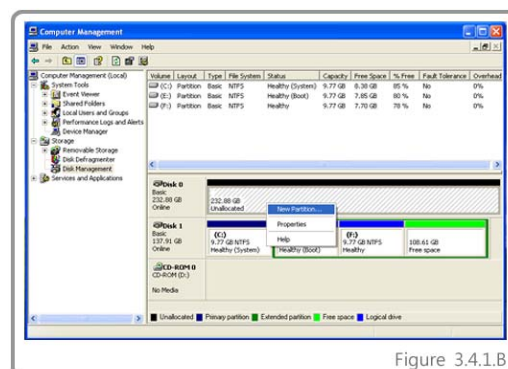 Computer Management
File Action View Window Help
Computer Management (Local)
System Tools
Event Viewer
Shared Folders
Local Users and Groups
Performance Logs and Alerts
Device Manager
Storage
Removable Storage
Disk Defragmenter
Disk Management
Services and Applications
Volume Layout Type File System Status Capacity Free Space % Free Fault Tolerance Overhead
(C:) Partition Basic NTFS Healthy (System) 9.77 GB 8.38 GB 85 % No 0%
(E:) Partition Basic NTFS Healthy (Boot) 9.77 GB 7.85 GB 80 % No 0%
(F:) Partition Basic NTFS Healthy 9.77 GB 7.70 GB 78 % No 0%
Disk 0
Basic
232.88 GB
Online
232.88 GB
Unallocated
New Partition...
Properties
Help
Disk 1
Basic
137.91 GB
Online
(C:)
9.77 GB NTFS
Healthy (System)
Healthy (Boot)
(F:)
9.77 GB NTFS
Healthy
108.61 GB
Free space
CD-ROM 0
CD-ROM (D:)
No Media
Unallocated Primary partition Extended partition Free space Logical drive
Figure 3.4.1.B